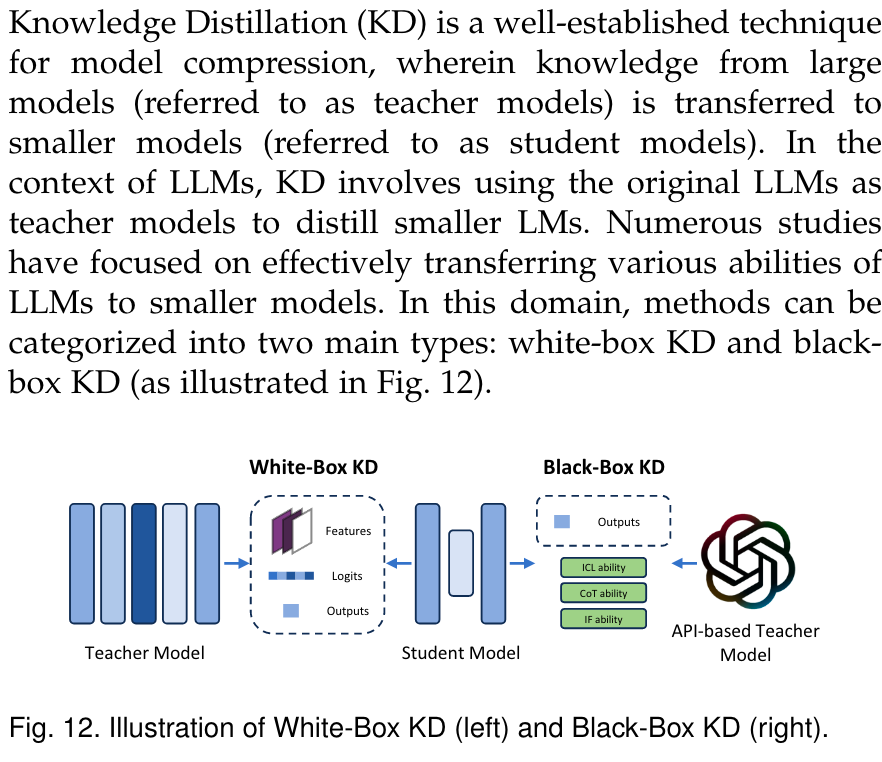 Knowledge Distillation (KD) is a well-established technique
for model compression, wherein knowledge from large
models (referred to as teacher models) is transferred to
smaller models (referred to as student models). In the
context of LLMs, KD involves using the original LLMs as
teacher models to distill smaller LMs. Numerous studies
have focused on effectively transferring various abilities of
LLMs to smaller models. In this domain, methods can be
categorized into two main types: white-box KD and black-
box KD (as illustrated in Fig. 12).
White-Box KD
Black-Box KD
Features
Logits
Outputs
Outputs
ICL ability
CoT ability
IF ability
Teacher Model
Student Model
API-based Teacher
Model
Fig. 12. Illustration of White-Box KD (left) and Black-Box KD (right).